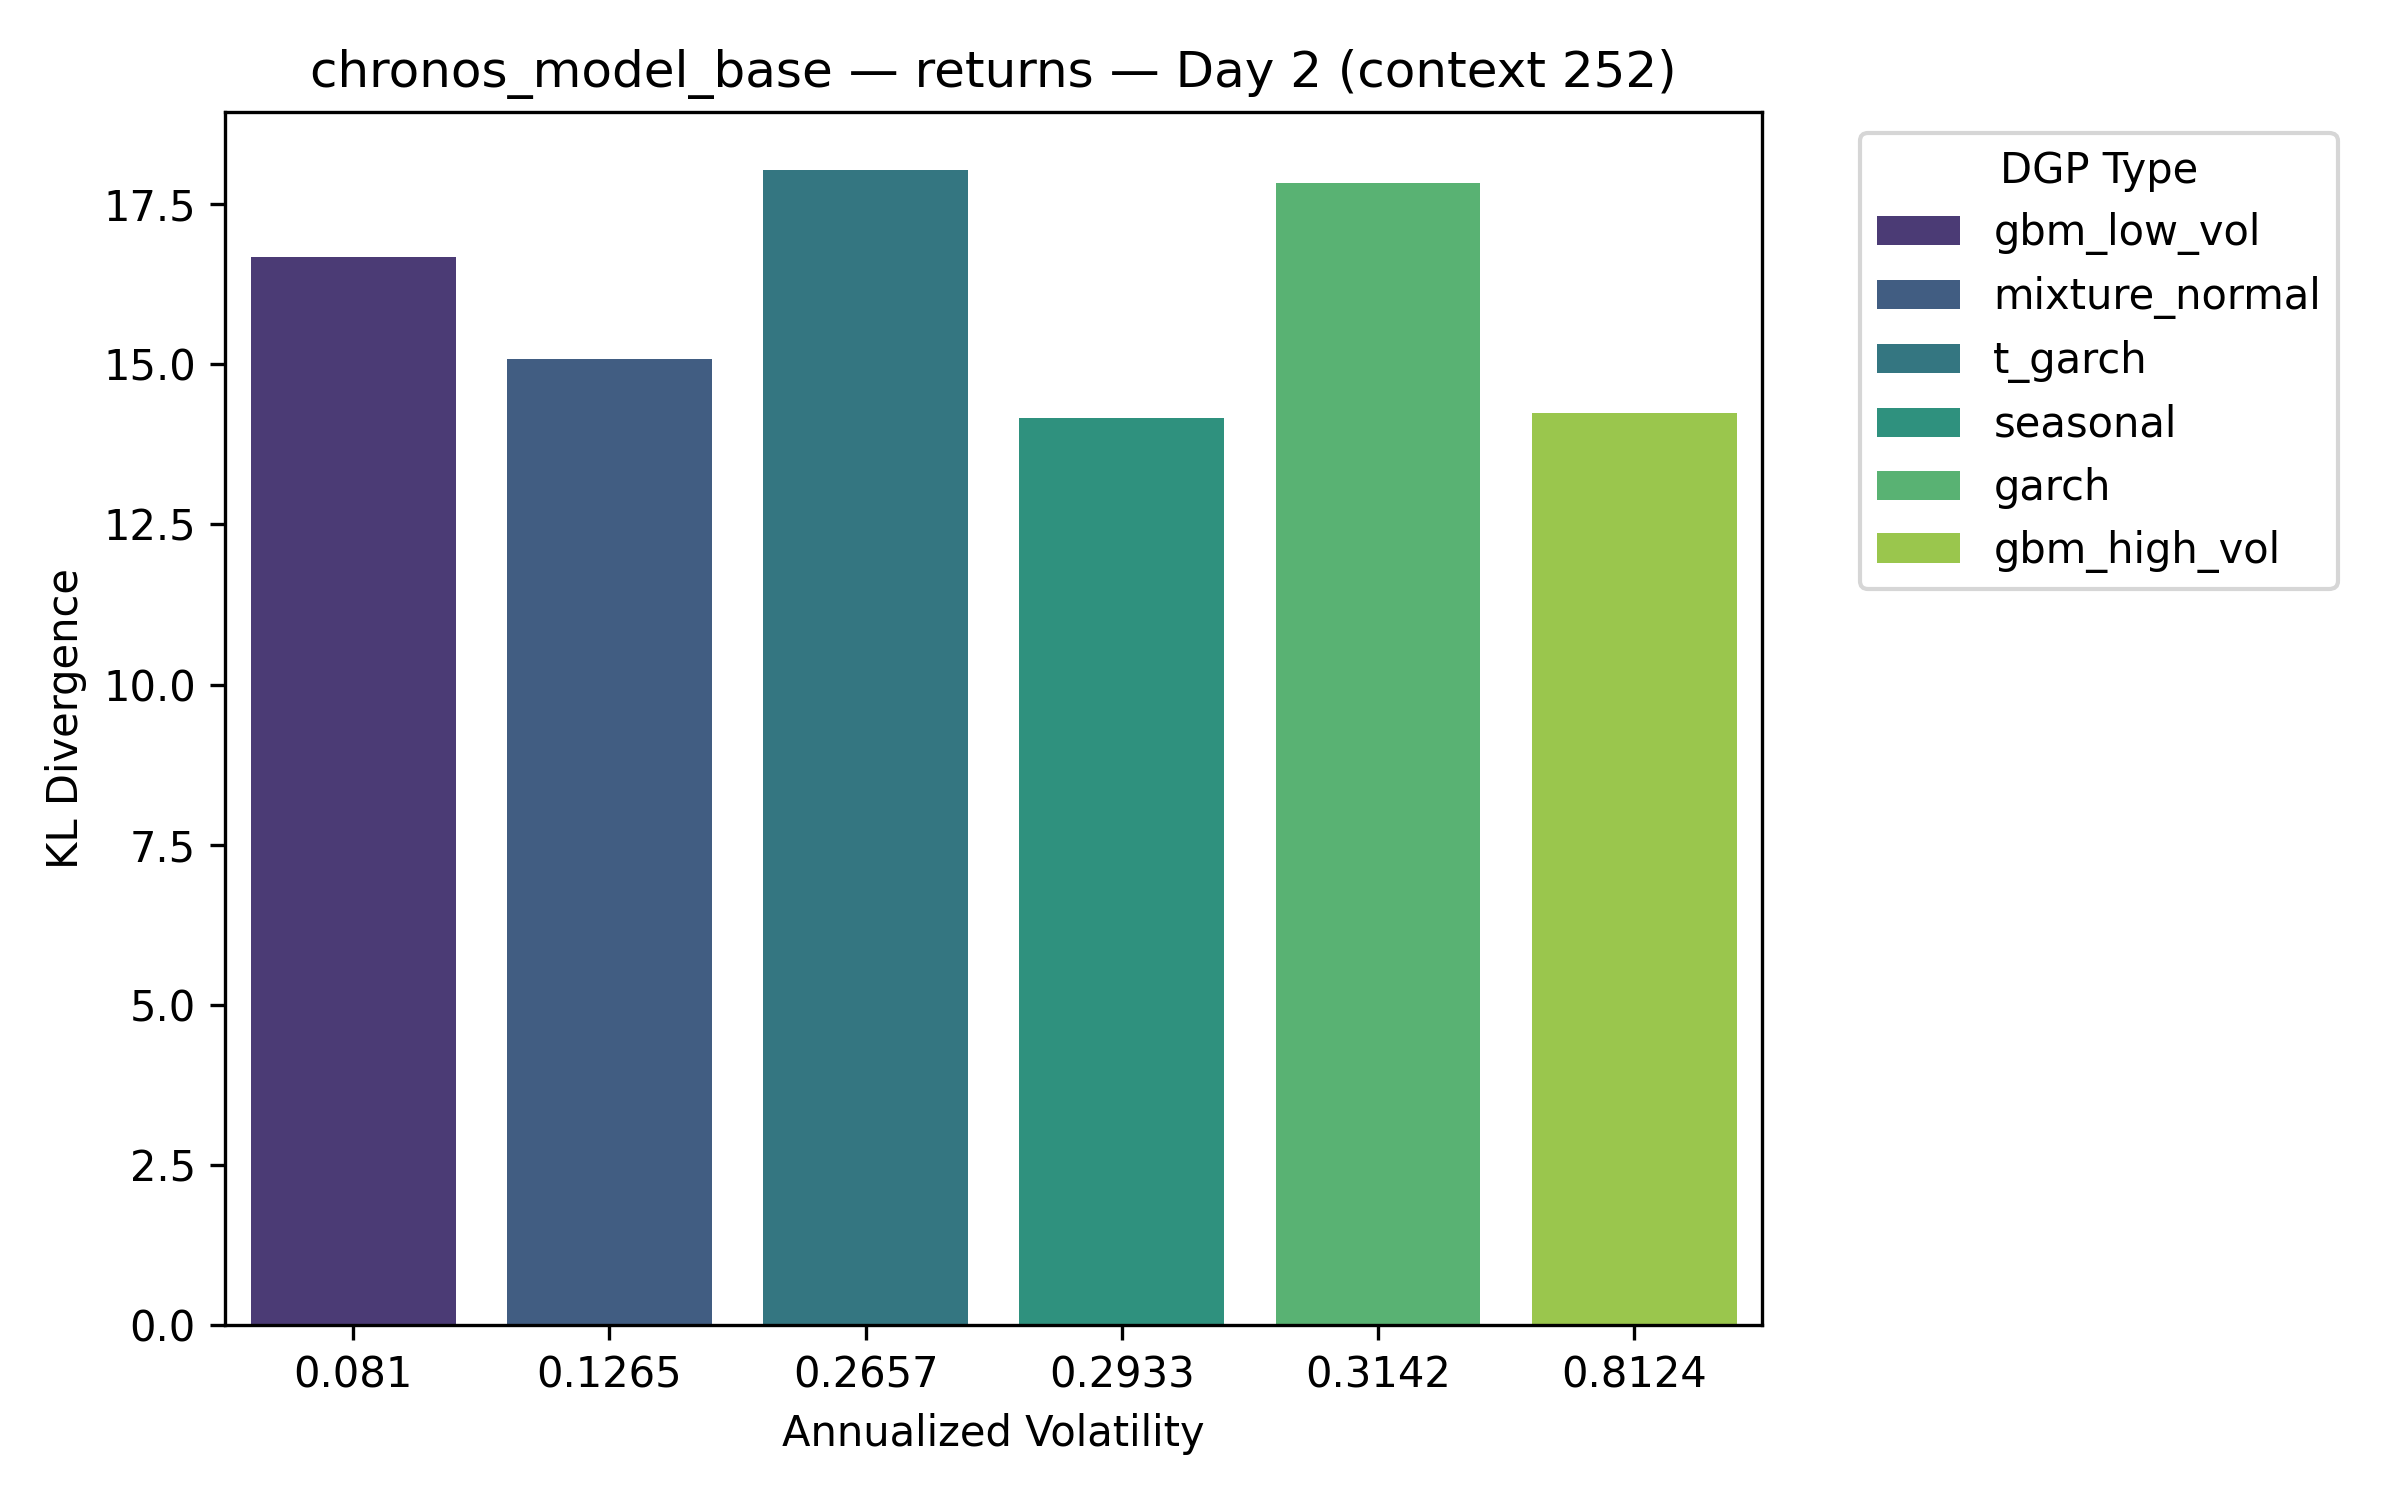 chronos_model_base — returns — Day 2 (context 252)
KL Divergence
17.5
15.0
12.5
10.0
7.5
5.0
2.5
0.0
0.081 0.1265 0.2657 0.2933 0.3142 0.8124
Annualized Volatility
DGP Type
gbm_low_vol
mixture_normal
t_garch
seasonal
garch
gbm_high_vol